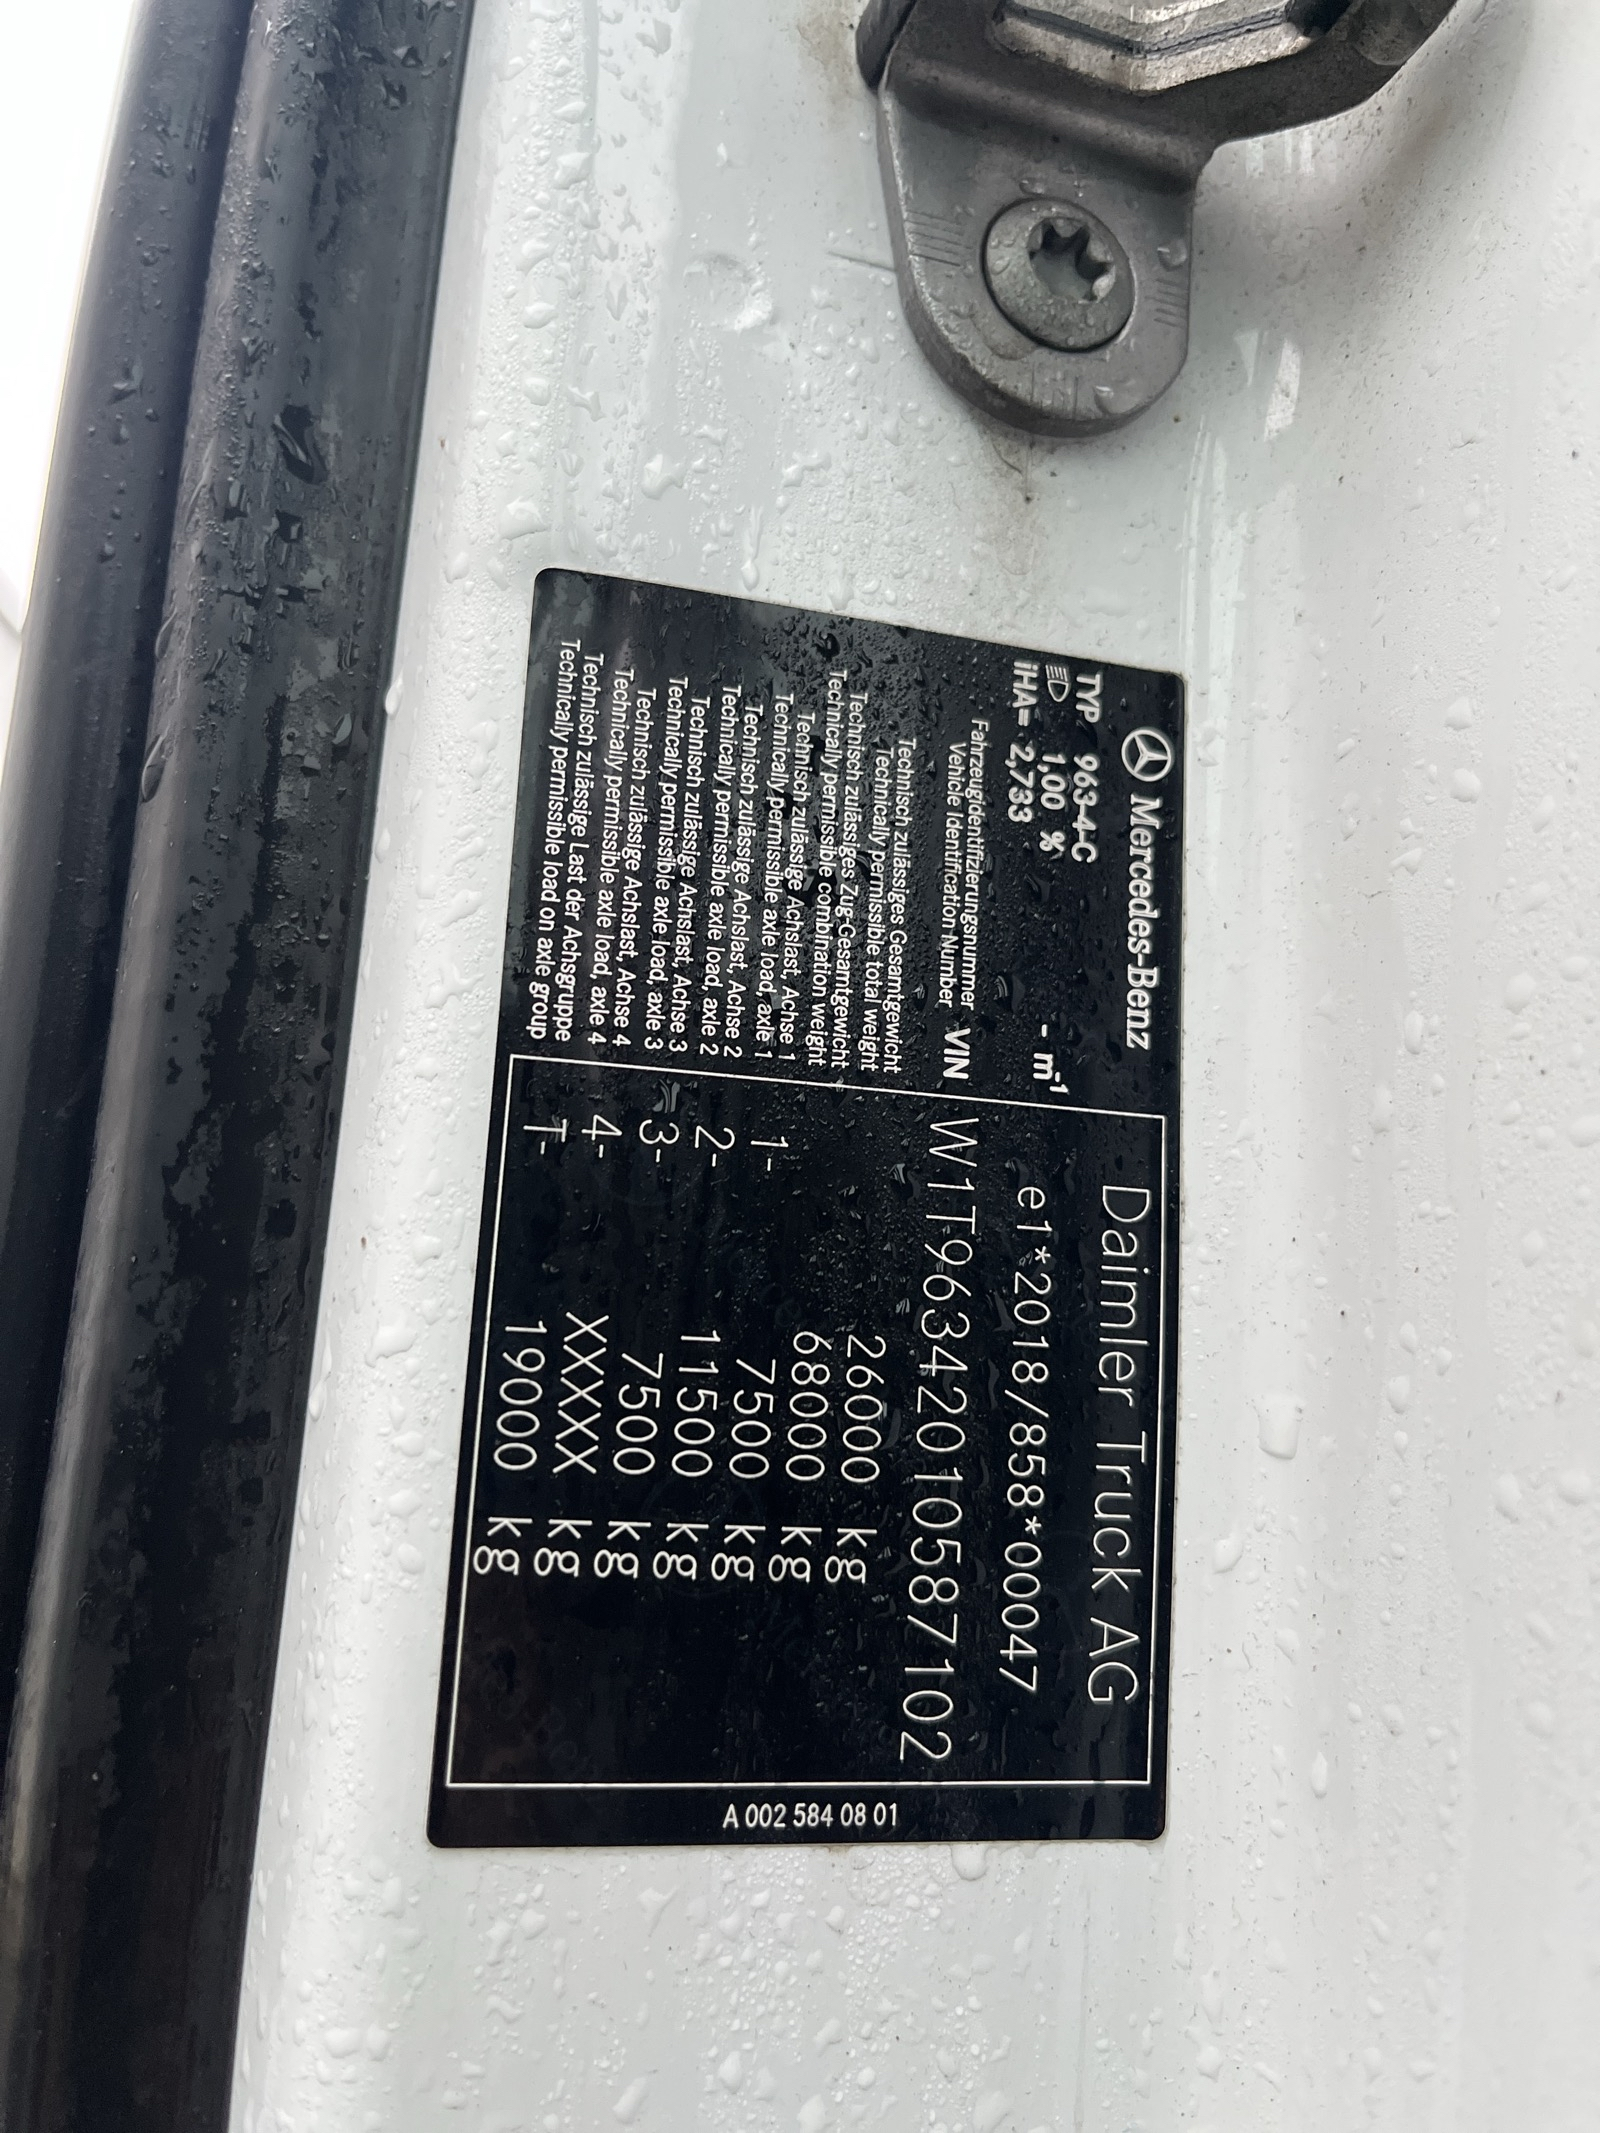 Mercedes-Benz
Daimler Truck AG
TYP 963-4-C
1,00 % - m-1
e1*2018/858*00047
iHA= 2,733
Fahrzeugidentifizierungsnummer
Vehicle Identification Number VIN W1T96342010587102
Technisch zulässiges Gesamtgewicht
Technically permissible total weight 26000 kg
Technisch zulässiges Zug-Gesamtgewicht
Technically permissible combination weight 68000 kg
Technisch zulässige Achslast, Achse 1
Technically permissible axle load, axle 1 1- 7500 kg
Technisch zulässige Achslast, Achse 2
Technically permissible axle load, axle 2 2- 11500 kg
Technisch zulässige Achslast, Achse 3
Technically permissible axle load, axle 3 3- 7500 kg
Technisch zulässige Achslast, Achse 4
Technically permissible axle load, axle 4 4- XXXXX kg
Technisch zulässige Last der Achsgruppe
Technically permissible load on axle group T- 19000 kg
A 002 584 08 01